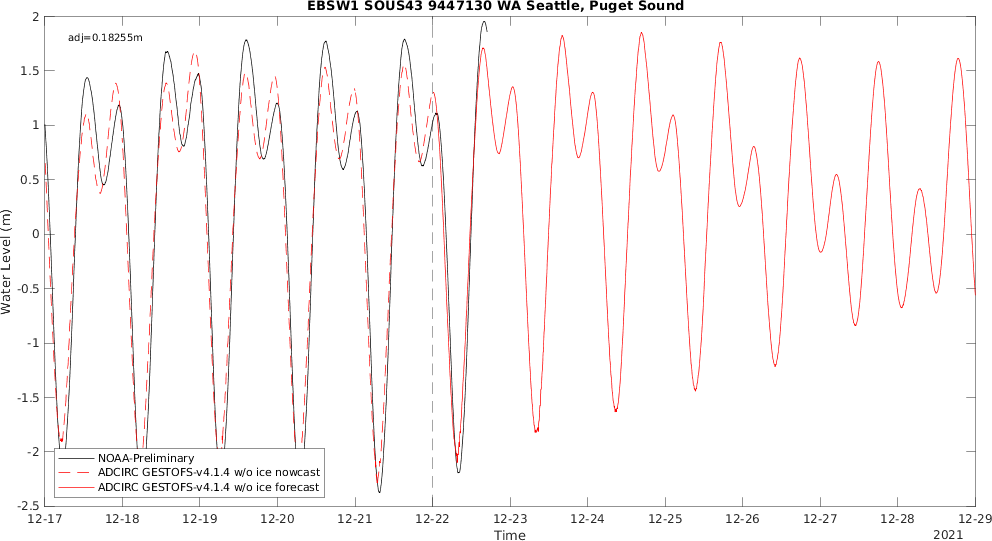 EBSW1 SOUS43 9447130 WA Seattle, Puget Sound
adj=0.18255m
2
1.5
1
0.5
0
-0.5
-1
-1.5
-2
-2.5
Water Level (m)
NOAA-Preliminary
ADCIRC GESTOFS-v4.1.4 w/o ice nowcast
ADCIRC GESTOFS-v4.1.4 w/o ice forecast
12-17 12-18 12-19 12-20 12-21 12-22 12-23 12-24 12-25 12-26 12-27 12-28 12-29
Time
2021